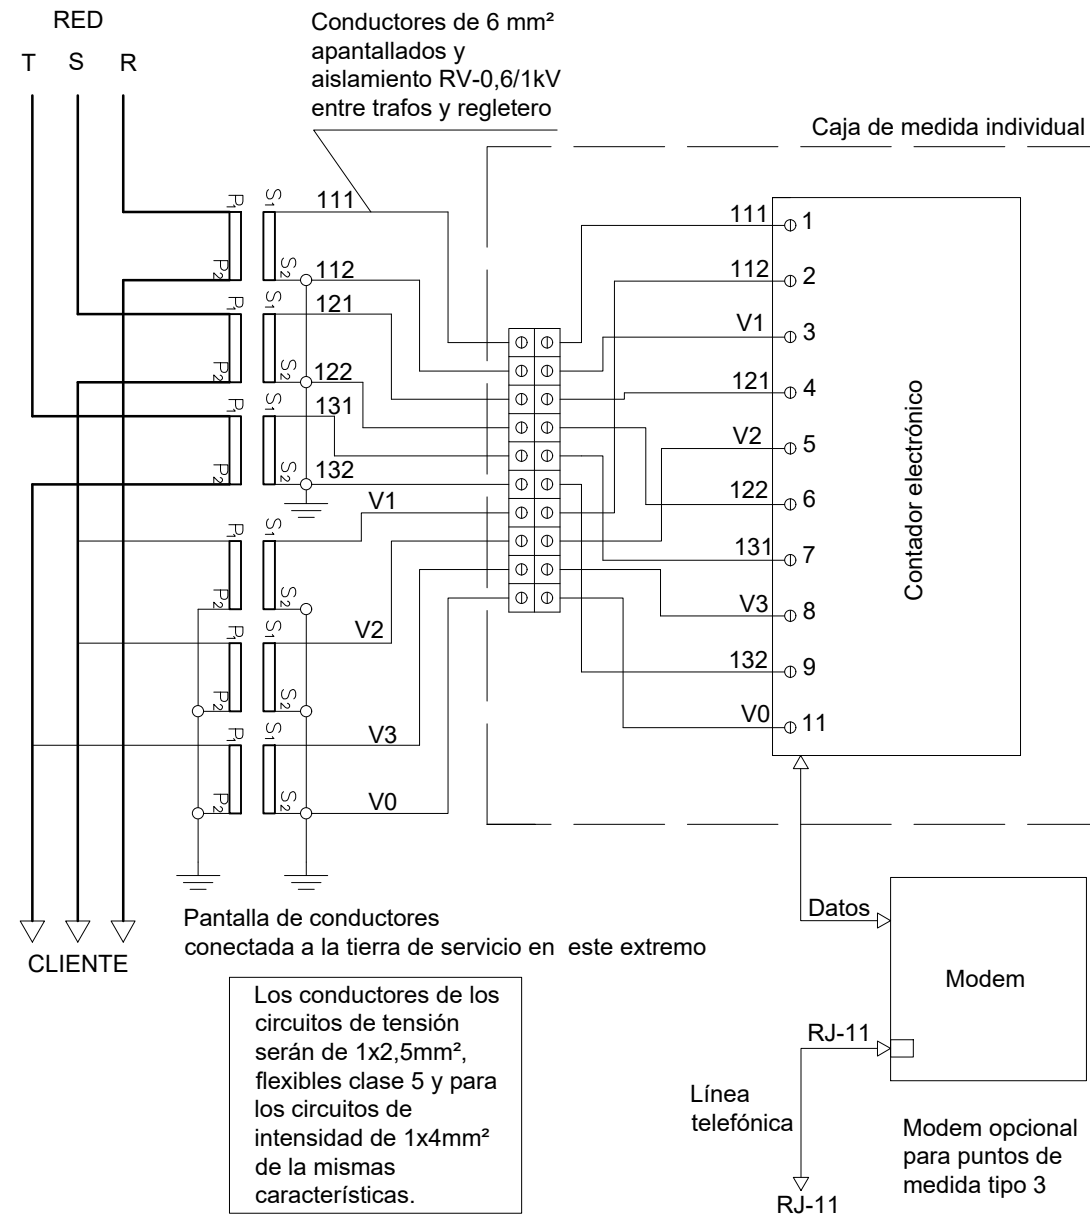 RED
T S R
Conductores de 6 mm²
apantallados y
aislamiento RV-0,6/1kV
entre trafos y regletero
Caja de medida individual
P₁ S₁ 111
P₂ S₂ 112
P₁ S₁ 121
P₂ S₂ 122
P₁ S₁ 131
P₂ S₂ 132
P₁ S₁ V1
P₂ S₂
P₁ S₁ V2
P₂ S₂
P₁ S₁ V3
P₂ S₂ V0
111 1
112 2
V1 3
121 4
V2 5
122 6
131 7
V3 8
132 9
V0 11
Contador electrónico
CLIENTE
Pantalla de conductores
conectada a la tierra de servicio en este extremo
Los conductores de los
circuitos de tensión
serán de 1x2,5mm²,
flexibles clase 5 y para
los circuitos de
intensidad de 1x4mm²
de la mismas
características.
Datos
Modem
RJ-11
Línea
telefónica
RJ-11
Modem opcional
para puntos de
medida tipo 3